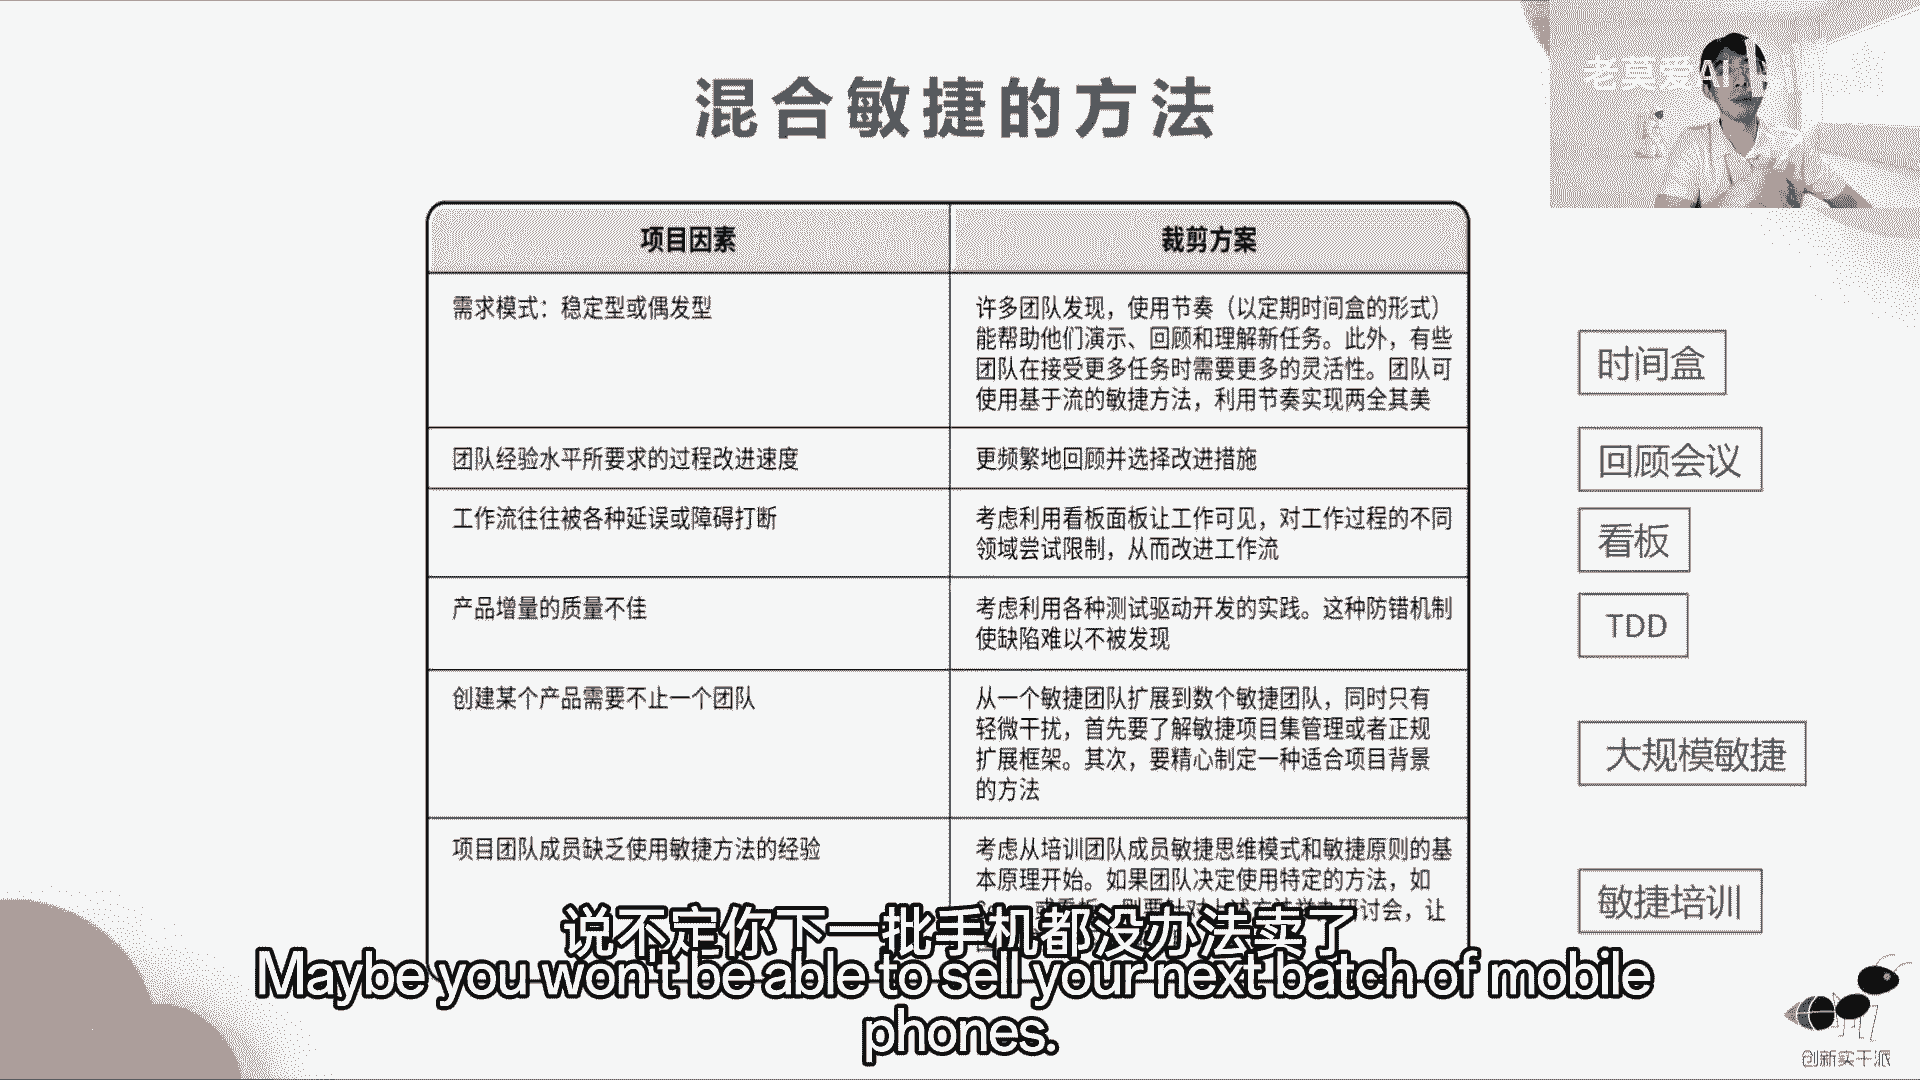 混合敏捷的方法
老莫爱AI
项目因素
裁剪方案
需求模式：稳定型或偶发型
许多团队发现，使用节奏（以定期时间盒的形式）
能帮助他们演示、回顾和理解新任务。此外，有些
团队在接受更多任务时需要更多的灵活性。团队可
使用基于流的敏捷方法，利用节奏实现两全其美
时间盒
团队经验水平所要求的过程改进速度
更频繁地回顾并选择改进措施
回顾会议
工作流往往被各种延误或障碍打断
考虑利用看板面板让工作可见，对工作过程的不同
领域尝试限制，从而改进工作流
看板
产品增量的质量不佳
考虑利用各种测试驱动开发的实践。这种防错机制
使缺陷难以不被发现
TDD
创建某个产品需要不止一个团队
从一个敏捷团队扩展到数个敏捷团队，同时只有
轻微干扰，首先要了解敏捷项目集管理或者正规
扩展框架。其次，要精心制定一种适合项目背景
的方法
大规模敏捷
项目团队成员缺乏使用敏捷方法的经验
考虑从培训团队成员敏捷思维模式和敏捷原则的基
本原理开始。如果团队决定使用特定的方法，如
研讨会，让
敏捷培训
说不定你下一批手机都没办法卖了
Maybe you won't be able to sell your next batch of mobile
phones.
创新实干派